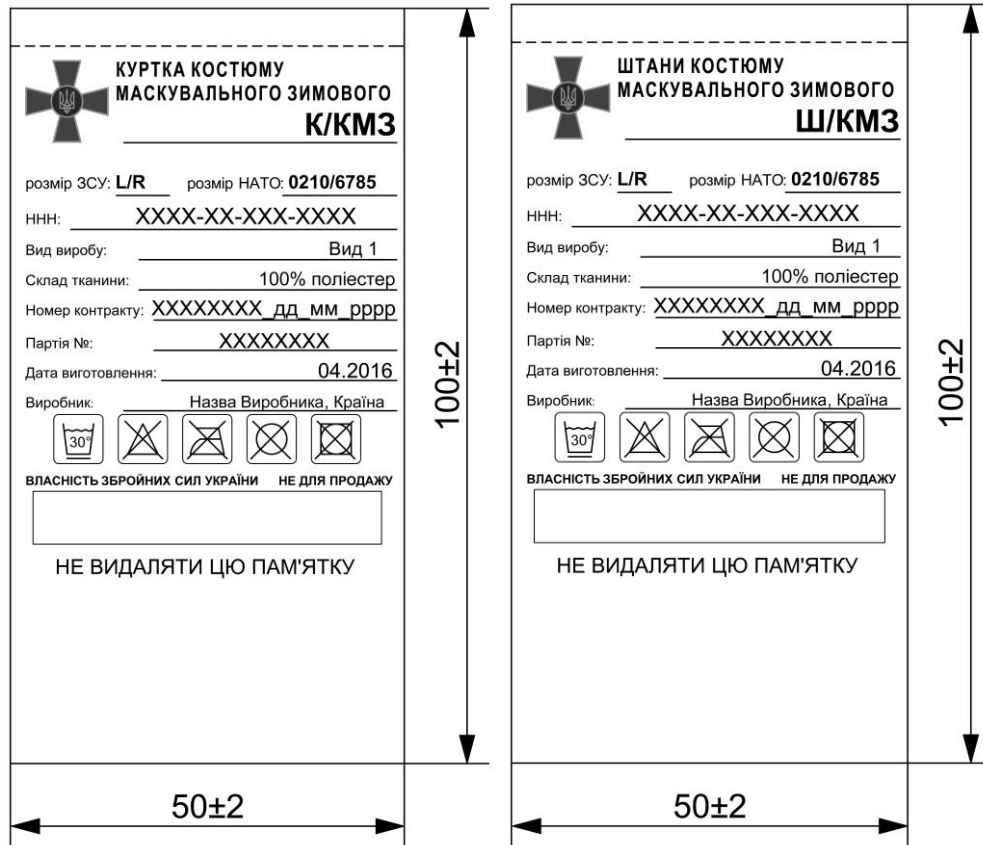 КУРТКА КОСТЮМУ
МАСКУВАЛЬНОГО ЗИМОВОГО
К/КМЗ
розмір ЗСУ: L/R розмір НАТО: 0210/6785
ННН: XXXX-XX-XXX-XXXX
Вид виробу: Вид 1
Склад тканини: 100% поліестер
Номер контракту: XXXXXXXX_дд_мм_рррр
Партія №: XXXXXXXX
Дата виготовлення: 04.2016
Виробник: Назва Виробника, Країна
30°
ВЛАСНІСТЬ ЗБРОЙНИХ СИЛ УКРАЇНИ НЕ ДЛЯ ПРОДАЖУ
НЕ ВИДАЛЯТИ ЦЮ ПАМ'ЯТКУ
100±2
50±2
ШТАНИ КОСТЮМУ
МАСКУВАЛЬНОГО ЗИМОВОГО
Ш/КМЗ
розмір ЗСУ: L/R розмір НАТО: 0210/6785
ННН: XXXX-XX-XXX-XXXX
Вид виробу: Вид 1
Склад тканини: 100% поліестер
Номер контракту: XXXXXXXX_дд_мм_рррр
Партія №: XXXXXXXX
Дата виготовлення: 04.2016
Виробник: Назва Виробника, Країна
30°
ВЛАСНІСТЬ ЗБРОЙНИХ СИЛ УКРАЇНИ НЕ ДЛЯ ПРОДАЖУ
НЕ ВИДАЛЯТИ ЦЮ ПАМ'ЯТКУ
100±2
50±2